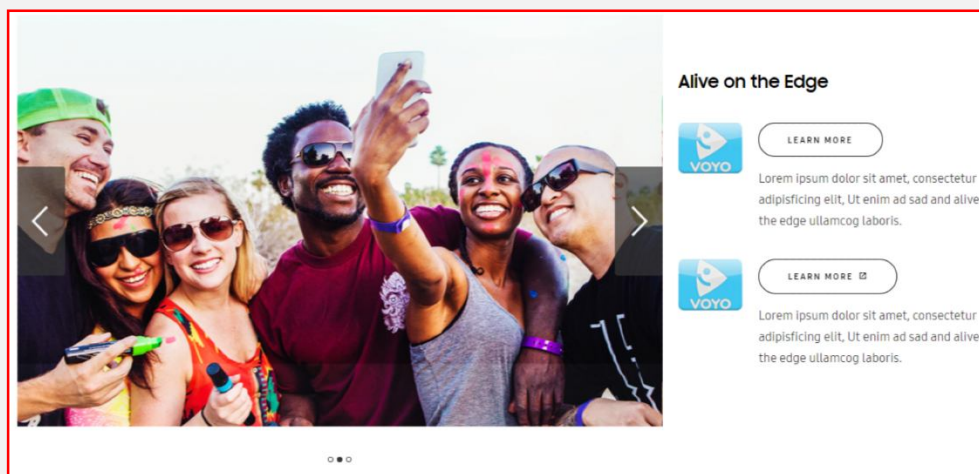 Alive on the Edge
VOYO
LEARN MORE
Lorem ipsum dolor sit amet, consectetur
adipisficing elit, Ut enim ad sad and alive
the edge ullamcog laboris.
VOYO
LEARN MORE
Lorem ipsum dolor sit amet, consectetur
adipisficing elit, Ut enim ad sad and alive
the edge ullamcog laboris.